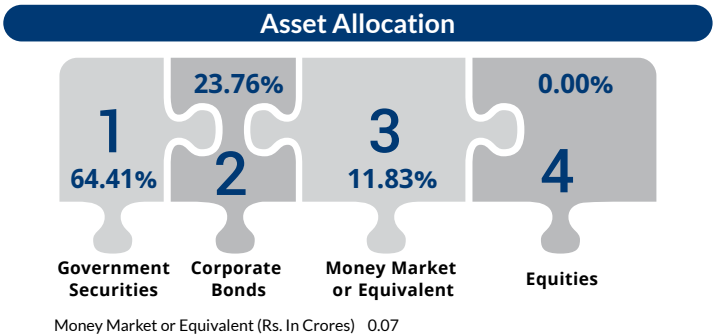 Asset Allocation
1
64.41%
23.76%
2
3
11.83%
0.00%
4
Government
Securities
Corporate
Bonds
Money Market
or Equivalent
Equities
Money Market or Equivalent (Rs. In Crores) 0.07